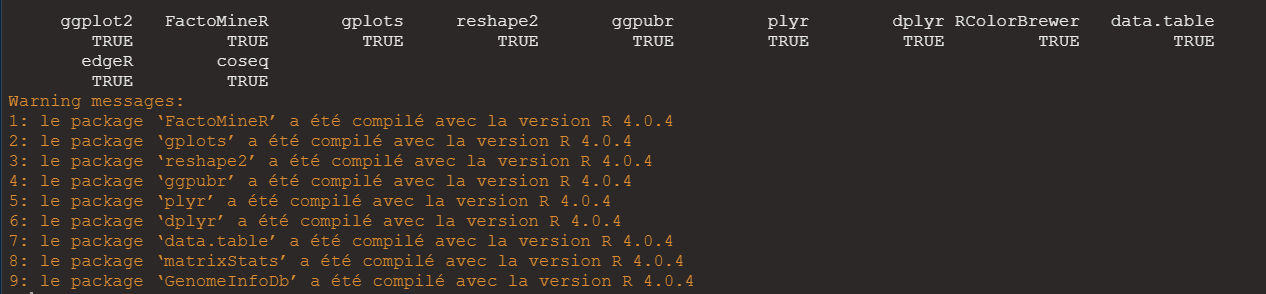 ggplot2 FactoMineR gplots reshape2 ggpubr plyr dplyr RColorBrewer data.table
TRUE TRUE TRUE TRUE TRUE TRUE TRUE TRUE TRUE
edgeR coseq
TRUE TRUE
Warning messages:
1: le package ‘FactoMineR’ a été compilé avec la version R 4.0.4
2: le package ‘gplots’ a été compilé avec la version R 4.0.4
3: le package ‘reshape2’ a été compilé avec la version R 4.0.4
4: le package ‘ggpubr’ a été compilé avec la version R 4.0.4
5: le package ‘plyr’ a été compilé avec la version R 4.0.4
6: le package ‘dplyr’ a été compilé avec la version R 4.0.4
7: le package ‘data.table’ a été compilé avec la version R 4.0.4
8: le package ‘matrixStats’ a été compilé avec la version R 4.0.4
9: le package ‘GenomeInfoDb’ a été compilé avec la version R 4.0.4